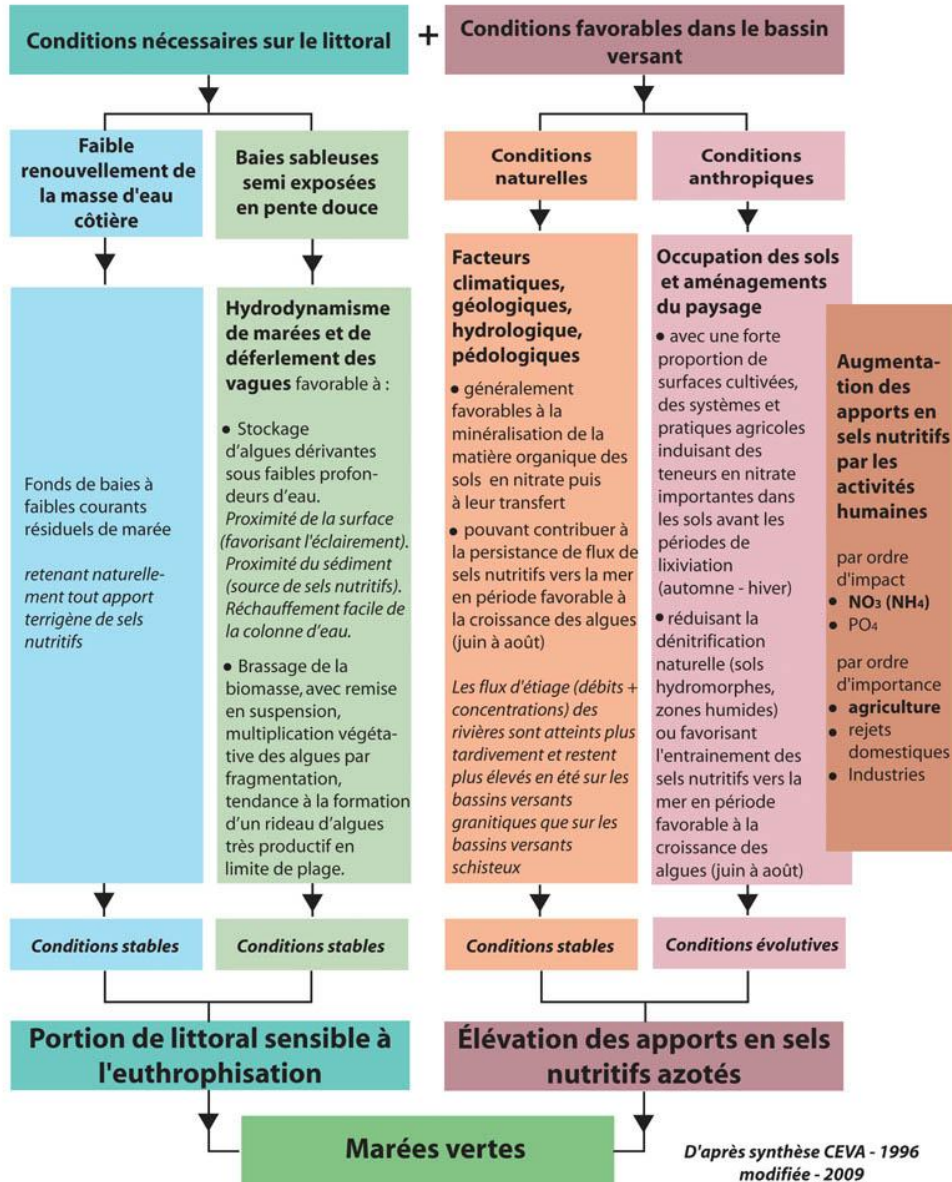 Conditions nécessaires sur le littoral
+
Conditions favorables dans le bassin
versant
Faible
renouvellement de
la masse d'eau
côtière
Baies sableuses
semi exposées
en pente douce
Conditions
naturelles
Conditions
anthropiques
Fonds de baies à
faibles courants
résiduels de marée
retenant naturelle-
ment tout apport
terrigène de sels
nutritifs
Hydrodynamisme
de marées et de
déferlement des
vagues favorable à :
● Stockage
d'algues dérivantes
sous faibles profon-
deurs d'eau.
Proximité de la surface
(favorisant l'éclairement).
Proximité du sédiment
(source de sels nutritifs).
Réchauffement facile de
la colonne d'eau.
● Brassage de la
biomasse, avec remise
en suspension,
multiplication végéta-
tive des algues par
fragmentation,
tendance à la formation
d'un rideau d'algues
très productif en
limite de plage.
Facteurs
climatiques,
géologiques,
hydrologique,
pédologiques
● généralement
favorables à la
minéralisation de la
matière organique des
sols en nitrate puis
à leur transfert
● pouvant contribuer à
la persistance de flux de
sels nutritifs vers la mer
en période favorable à
la croissance des algues
(juin à août)
Les flux d'étiage (débits +
concentrations) des
rivières sont atteints plus
tardivement et restent
plus élevés en été sur les
bassins versants
granitiques que sur les
bassins versants
schisteux
Occupation des sols
et aménagements
du paysage
● avec une forte
proportion de
surfaces cultivées,
des systèmes et
pratiques agricoles
induisant des
teneurs en nitrate
importantes dans
les sols avant les
périodes de
lixiviation
(automne - hiver)
● réduisant la
dénitrification
naturelle (sols
hydromorphes,
zones humides)
ou favorisant
l'entrainement des
sels nutritifs vers la
mer en période
favorable à la
croissance des
algues (juin à août)
Augmenta-
tion des
apports en
sels nutritifs
par les
activités
humaines
par ordre
d'impact
● NO3 (NH4)
● PO4
par ordre
d'importance
● agriculture
● rejets
domestiques
● Industries
Conditions stables
Conditions stables
Conditions stables
Conditions évolutives
Portion de littoral sensible à
l'euthrophisation
Élévation des apports en sels
nutritifs azotés
Marées vertes
D'après synthèse CEVA - 1996
modifiée - 2009